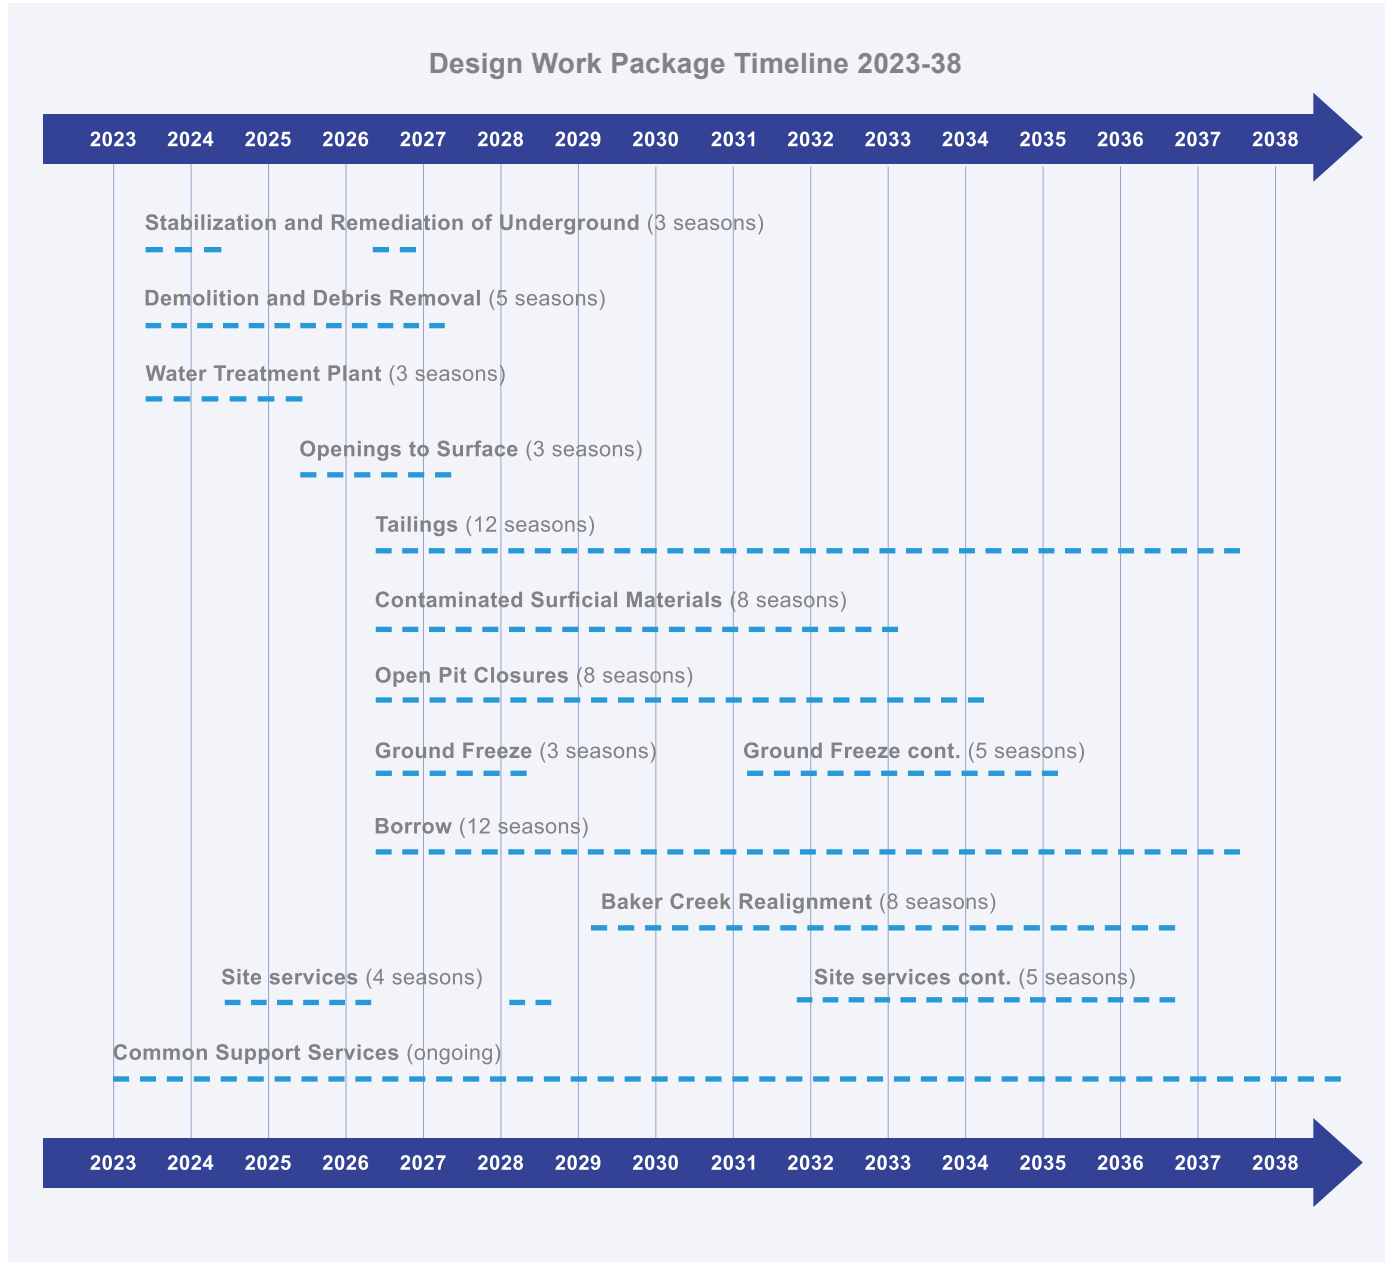 Design Work Package Timeline 2023-38
2023 2024 2025 2026 2027 2028 2029 2030 2031 2032 2033 2034 2035 2036 2037 2038
Stabilization and Remediation of Underground (3 seasons)
Demolition and Debris Removal (5 seasons)
Water Treatment Plant (3 seasons)
Openings to Surface (3 seasons)
Tailings (12 seasons)
Contaminated Surficial Materials (8 seasons)
Open Pit Closures (8 seasons)
Ground Freeze (3 seasons) Ground Freeze cont. (5 seasons)
Borrow (12 seasons)
Baker Creek Realignment (8 seasons)
Site services (4 seasons) Site services cont. (5 seasons)
Common Support Services (ongoing)
2023 2024 2025 2026 2027 2028 2029 2030 2031 2032 2033 2034 2035 2036 2037 2038